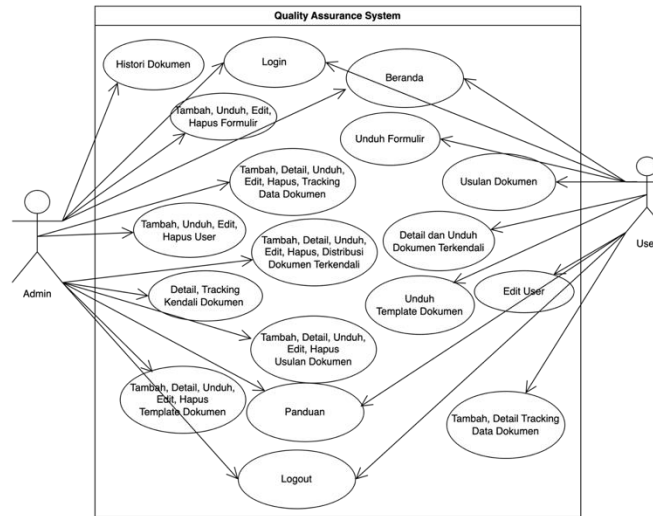 Quality Assurance System
Histori Dokumen
Login
Beranda
Tambah, Unduh, Edit,
Hapus Formulir
Unduh Formulir
Tambah, Detail, Unduh,
Edit, Hapus, Tracking
Data Dokumen
Usulan Dokumen
Tambah, Unduh, Edit,
Hapus User
Tambah, Detail, Unduh,
Edit, Hapus, Distribusi
Dokumen Terkendali
Detail dan Unduh
Dokumen Terkendali
Admin
Detail, Tracking
Kendali Dokumen
Unduh
Template Dokumen
Edit User
Tambah, Detail, Unduh,
Edit, Hapus
Usulan Dokumen
Tambah, Detail, Unduh,
Edit, Hapus
Template Dokumen
Panduan
Tambah, Detail Tracking
Data Dokumen
Logout